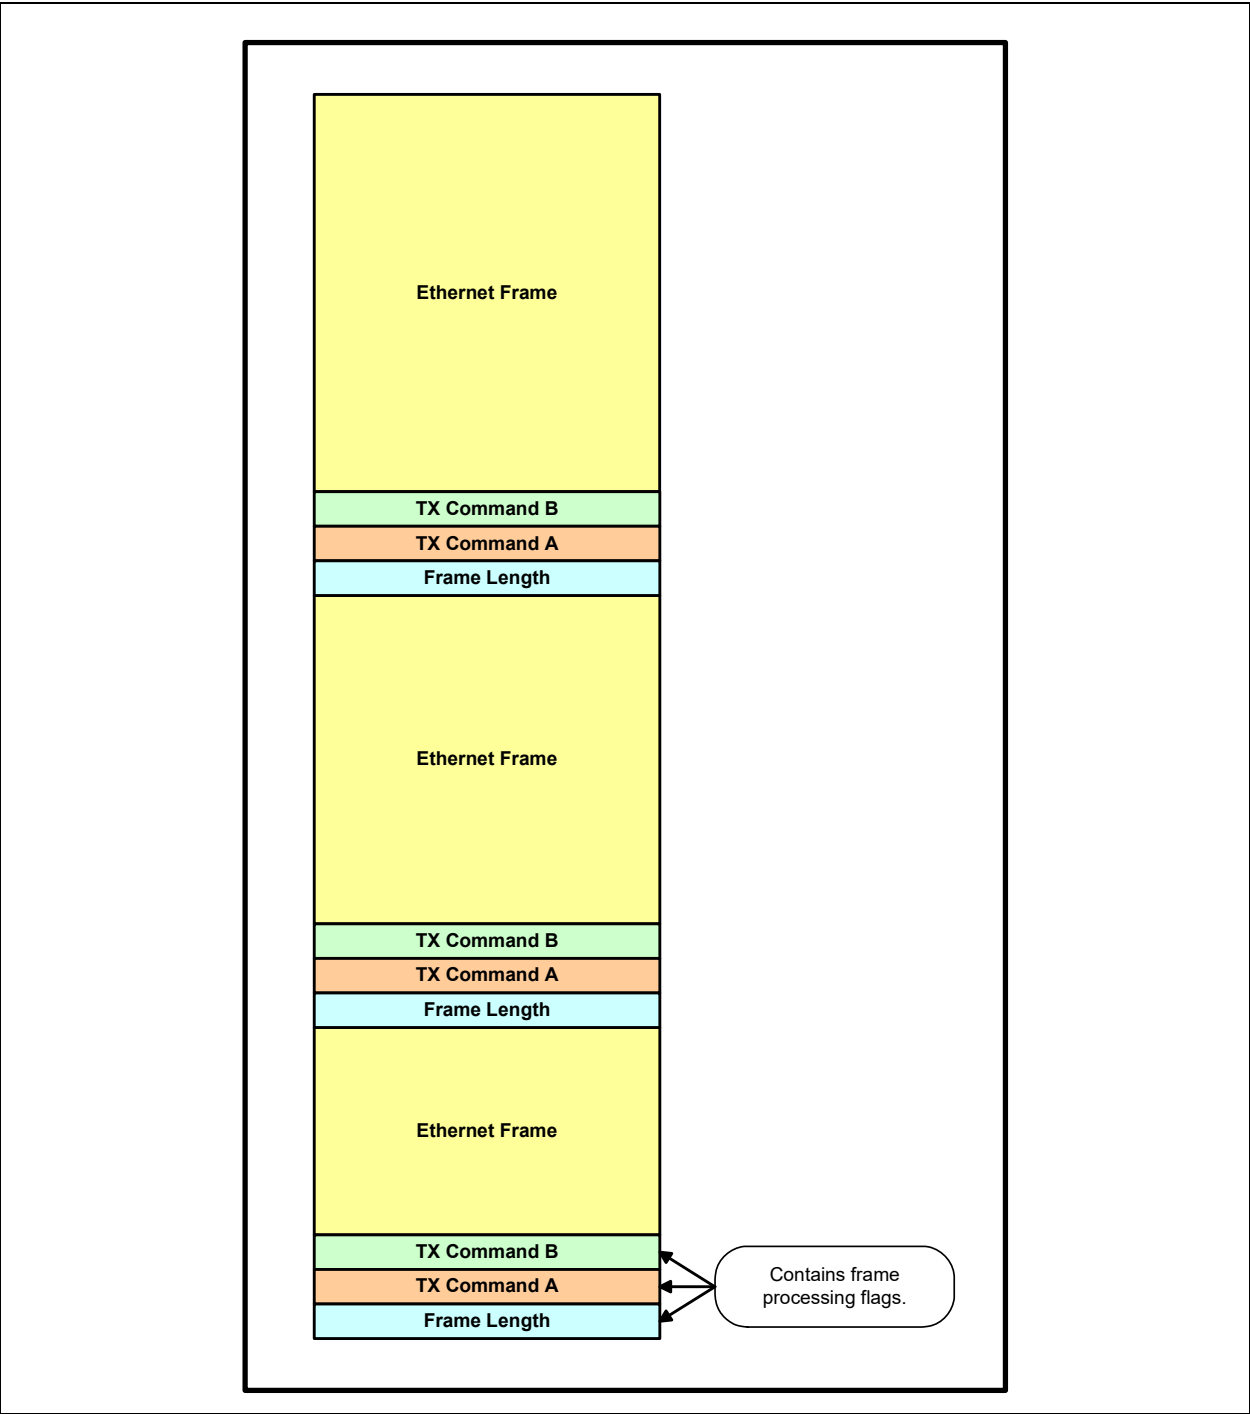 Ethernet Frame
TX Command B
TX Command A
Frame Length
Ethernet Frame
TX Command B
TX Command A
Frame Length
Ethernet Frame
TX Command B
TX Command A
Frame Length
Contains frame
processing flags.